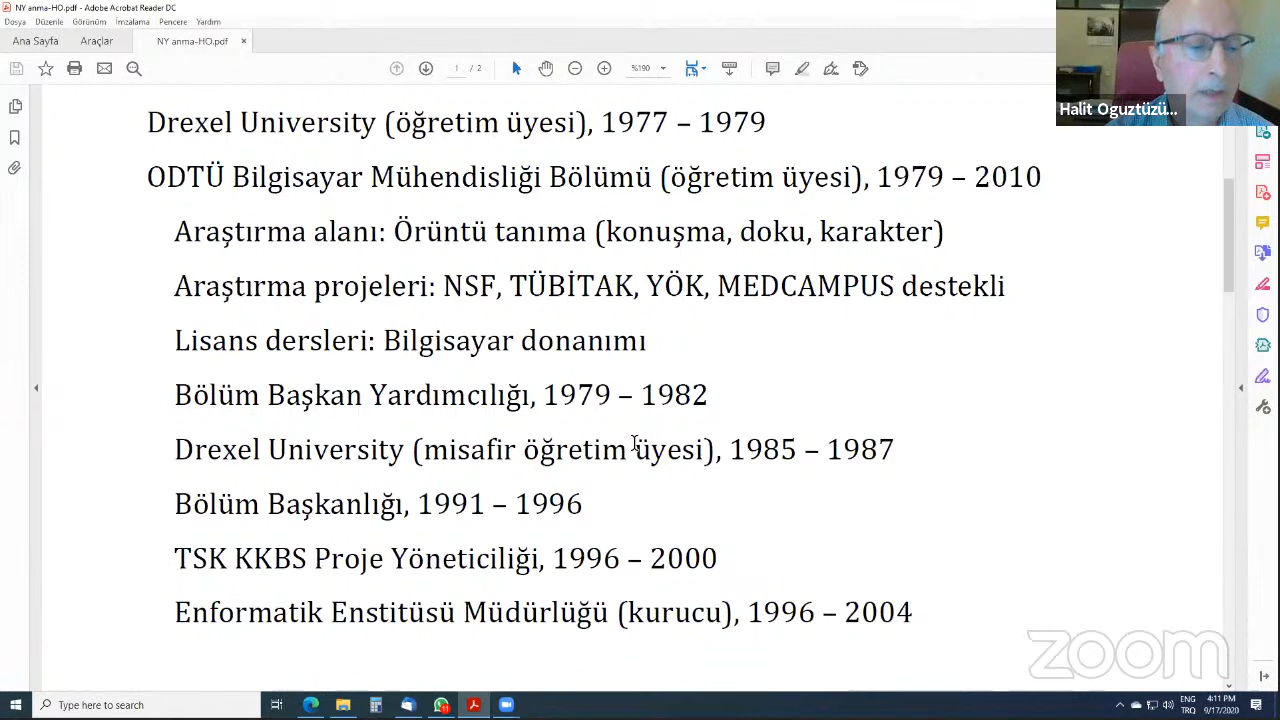 NY anma-HO.pdf - Adobe Acrobat Reader DC
Dosya Düzenle Görünüm İmzalama Pencere Yardım
Ana Sayfa Araçlar NY anma-HO.pdf ×
1 / 2 %190
Halit Oguztüzü...
Drexel University (öğretim üyesi), 1977 – 1979
ODTÜ Bilgisayar Mühendisliği Bölümü (öğretim üyesi), 1979 – 2010
Araştırma alanı: Örüntü tanıma (konuşma, doku, karakter)
Araştırma projeleri: NSF, TÜBİTAK, YÖK, MEDCAMPUS destekli
Lisans dersleri: Bilgisayar donanımı
Bölüm Başkan Yardımcılığı, 1979 – 1982
Drexel University (misafir öğretim üyesi), 1985 – 1987
Bölüm Başkanlığı, 1991 – 1996
TSK KKBS Proje Yöneticiliği, 1996 – 2000
Enformatik Enstitüsü Müdürlüğü (kurucu), 1996 – 2004
zoom
Type here to search
ENG 4:11 PM
TRQ 9/17/2020